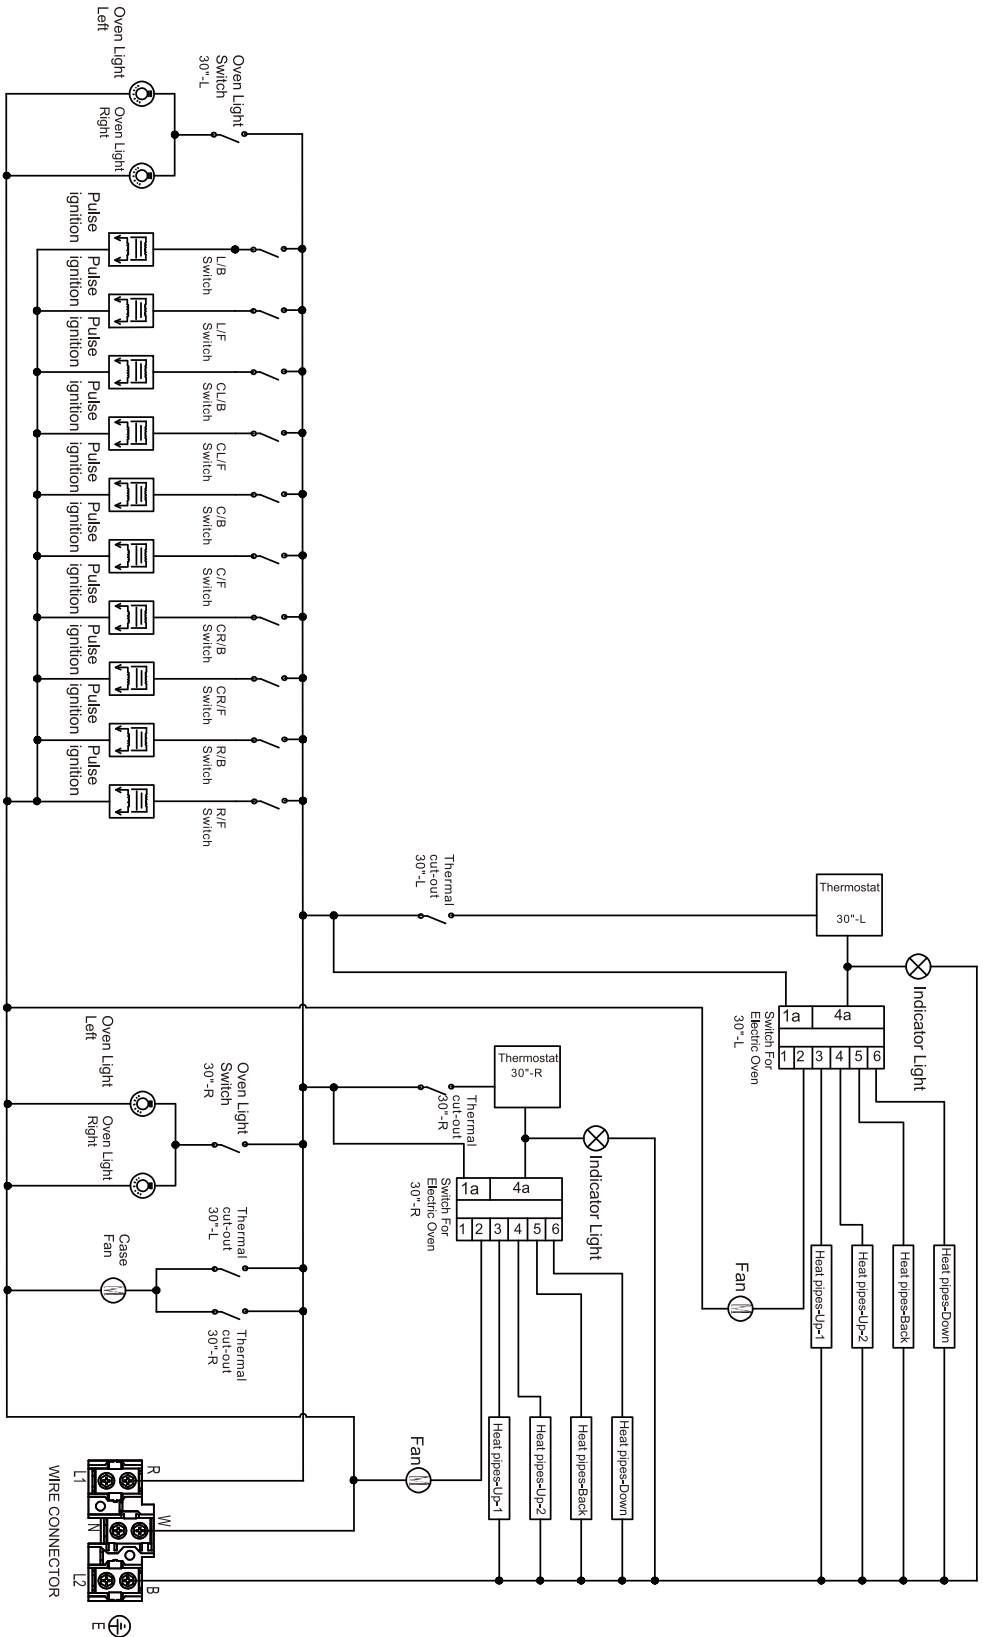 Oven Light
Left
Oven Light
Right
Oven Light
Switch
30"-L
Pulse
ignition
L/B
Switch
Pulse
ignition
L/F
Switch
Pulse
ignition
CL/B
Switch
Pulse
ignition
CL/F
Switch
Pulse
ignition
C/B
Switch
Pulse
ignition
C/F
Switch
Pulse
ignition
CR/B
Switch
Pulse
ignition
CR/F
Switch
Pulse
ignition
R/B
Switch
Pulse
ignition
R/F
Switch
Thermal
cut-out
30"-L
Thermostat
30"-L
Indicator Light
1a
4a
1
2
3
4
5
6
Switch For
Electric Oven
30"-L
Heat pipes-Up-1
Heat pipes-Up-2
Heat pipes-Back
Heat pipes-Down
Fan
Oven Light
Left
Oven Light
Right
Oven Light
Switch
30"-R
Thermal
cut-out
30"-R
Thermostat
30"-R
Indicator Light
1a
4a
1
2
3
4
5
6
Switch For
Electric Oven
30"-R
Heat pipes-Up-1
Heat pipes-Up-2
Heat pipes-Back
Heat pipes-Down
Fan
Case
Fan
Thermal
cut-out
30"-L
Thermal
cut-out
30"-R
WIRE CONNECTOR
L1
R
N
W
L2
B
E